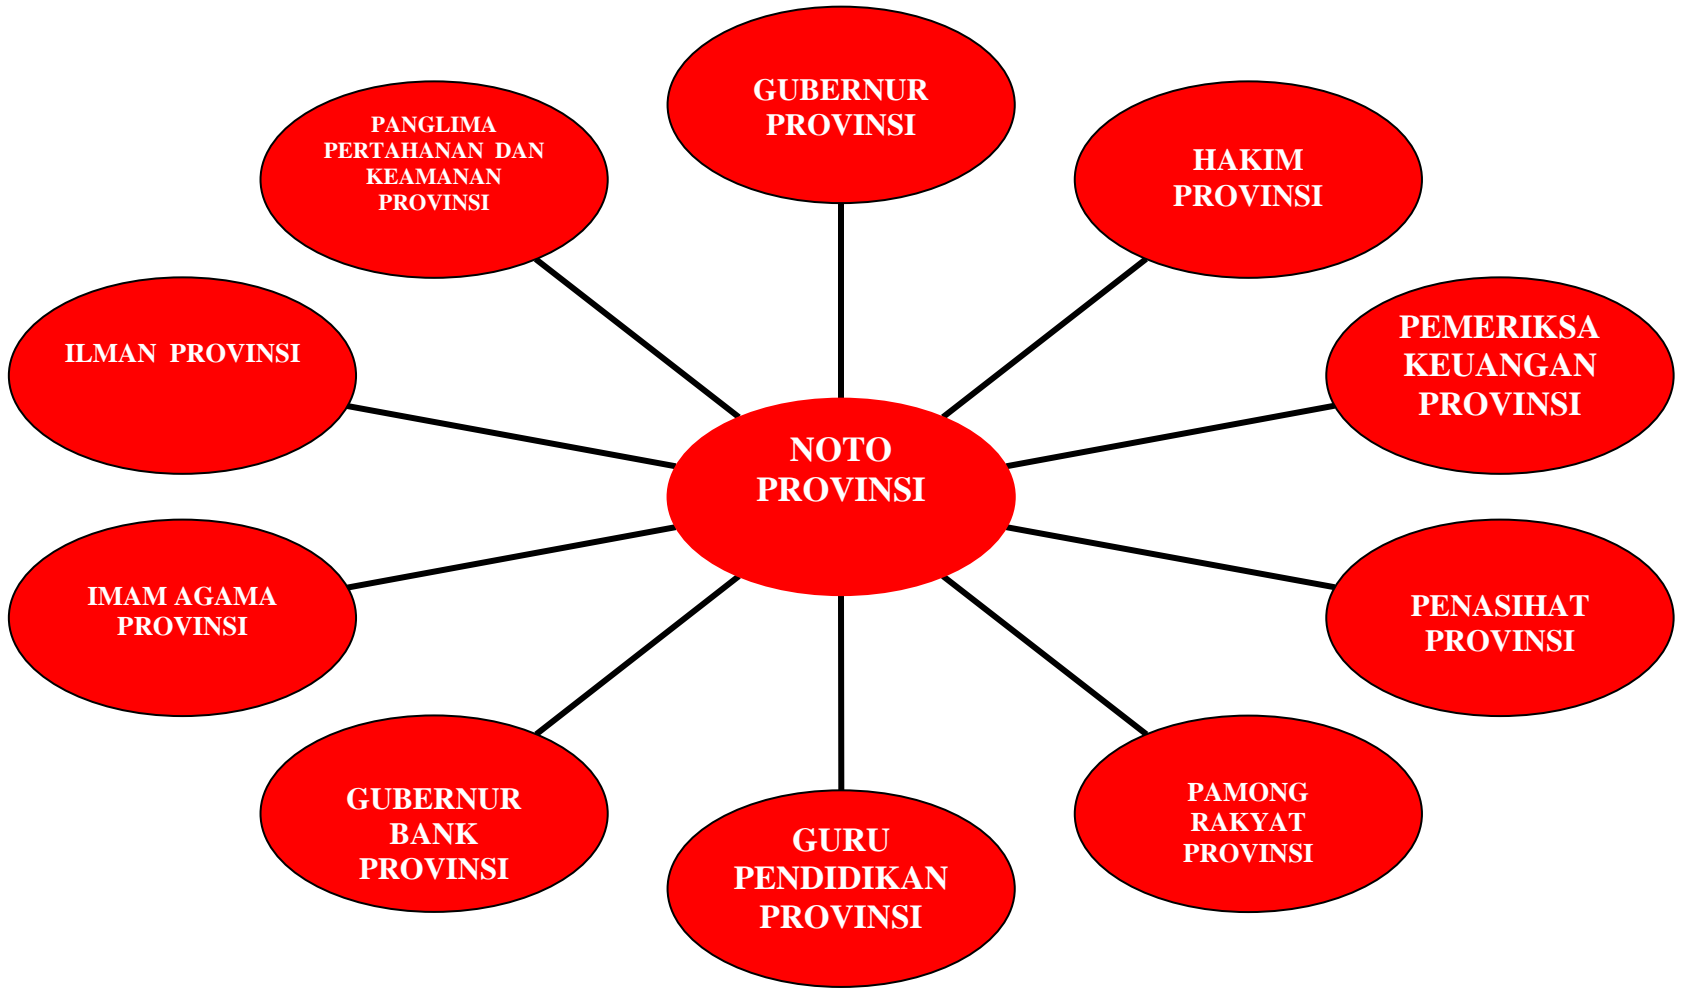 GUBERNUR
PROVINSI
PANGLIMA
PERTAHANAN DAN
KEAMANAN
PROVINSI
HAKIM
PROVINSI
ILMAN PROVINSI
PEMERIKSA
KEUANGAN
PROVINSI
NOTO
PROVINSI
IMAM AGAMA
PROVINSI
PENASIHAT
PROVINSI
GUBERNUR
BANK
PROVINSI
GURU
PENDIDIKAN
PROVINSI
PAMONG
RAKYAT
PROVINSI